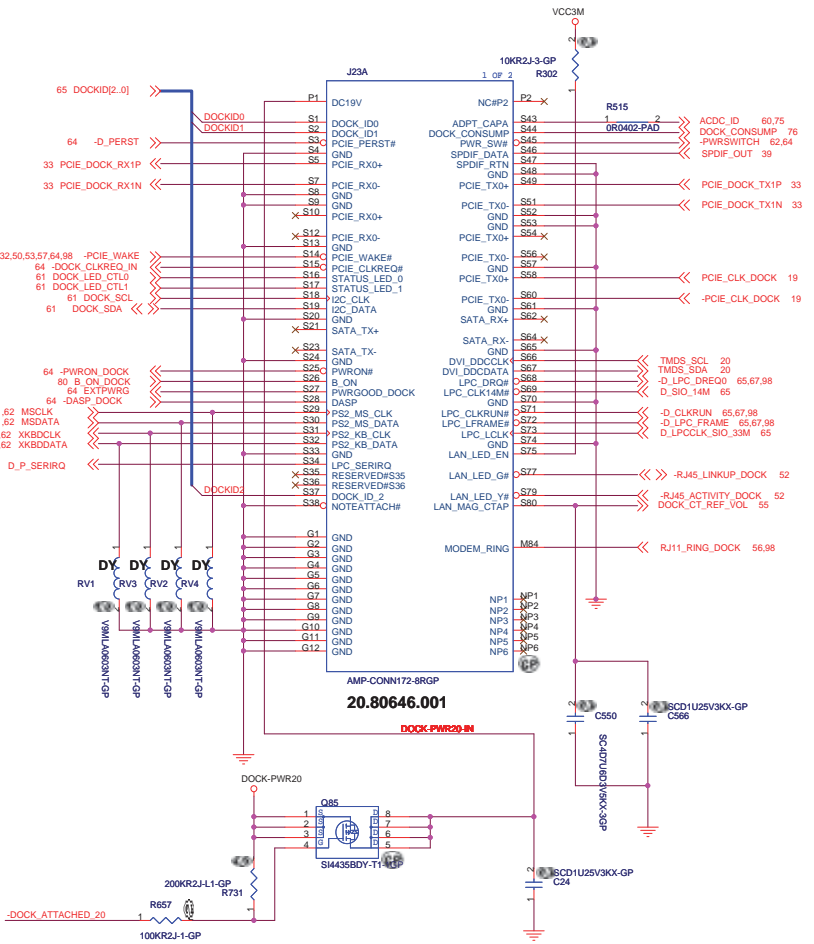 VCC3M
2
10KR2J-3-GP
R302
1
J23A
1 OF 2
65 DOCKID[2..0]
P1 DC19V
NC#P2 P2
R515
1 2
0R0402-PAD
DOCKID0
DOCKID1
S1 DOCK_ID0
S2 DOCK_ID1
64 -D_PERST
S3 PCIE_PERST#
S4 GND
33 PCIE_DOCK_RX1P
S5 PCIE_RX0+
33 PCIE_DOCK_RX1N
S7 PCIE_RX0-
S8 GND
S9 GND
S10 PCIE_RX0+
S12 PCIE_RX0-
S13 GND
32,50,53,57,64,98 -PCIE_WAKE
S14 PCIE_WAKE#
64 -DOCK_CLKREQ_IN
S15 PCIE_CLKREQ#
61 DOCK_LED_CTL0
S16 STATUS_LED_0
61 DOCK_LED_CTL1
S17 STATUS_LED_1
61 DOCK_SCL
S18 I2C_CLK
61 DOCK_SDA
S19 I2C_DATA
S20 GND
S21 SATA_TX+
S23 SATA_TX-
S24 GND
64 -PWRON_DOCK
S25 PWRON#
80 B_ON_DOCK
S26 B_ON
64 EXTPWRG
S27 PWRGOOD_DOCK
64 -DASP_DOCK
S28 DASP
,62 MSCLK
S29 PS2_MS_CLK
,62 MSDATA
S30 PS2_MS_DATA
62 XKBDCLK
S31 PS2_KB_CLK
62 XKBDDATA
S32 PS2_KB_DATA
S33 GND
D_P_SERIRQ
S34 LPC_SERIRQ
S35 RESERVED#S35
S36 RESERVED#S36
DOCKID2
S37 DOCK_ID_2
S38 NOTEATTACH#
G1 GND
G2 GND
G3 GND
G4 GND
G5 GND
G6 GND
G7 GND
G8 GND
G9 GND
G10 GND
G11 GND
G12 GND
ADPT_CAPA S43
ACDC_ID 60,75
DOCK_CONSUMP S44
DOCK_CONSUMP 76
PWR_SW# S45
-PWRSWITCH 62,64
SPDIF_DATA S46
SPDIF_OUT 39
SPDIF_RTN S47
GND S48
PCIE_TX0+ S49
PCIE_DOCK_TX1P 33
PCIE_TX0- S51
PCIE_DOCK_TX1N 33
GND S52
GND S53
PCIE_TX0+ S54
PCIE_TX0- S56
GND S57
PCIE_TX0+ S58
PCIE_CLK_DOCK 19
PCIE_TX0- S60
-PCIE_CLK_DOCK 19
GND S61
SATA_RX+ S62
SATA_RX- S64
GND S65
DVI_DDCCLK S66
TMDS_SCL 20
DVI_DDCDATA S67
TMDS_SDA 20
LPC_DRQ# S68
-D_LPC_DREQ0 65,67,98
LPC_CLK14M# S69
D_SIO_14M 65
GND S70
LPC_CLKRUN# S71
-D_CLKRUN 65,67,98
LPC_LFRAME# S72
-D_LPC_FRAME 65,67,98
LPC_LCLK S73
D_LPCCLK_SIO_33M 65
GND S74
LAN_LED_EN S75
LAN_LED_G# S77
-RJ45_LINKUP_DOCK 52
LAN_LED_Y# S79
-RJ45_ACTIVITY_DOCK 52
LAN_MAG_CTAP S80
DOCK_CT_REF_VOL 55
MODEM_RING M84
RJ11_RING_DOCK 56,98
NP1 NP1
NP2 NP2
NP3 NP3
NP4 NP4
NP5 NP5
NP6 NP6
1 1 1 1
DY DY DY DY
RV1 RV3 RV2 RV4
V9MLA0603NT-GP
V9MLA0603NT-GP
V9MLA0603NT-GP
V9MLA0603NT-GP
AMP-CONN172-8RGP
20.80646.001
DOCK-PWR20-IN
2
C550
1
SC4D7U6D3V5KX-3GP
2
SCD1U25V3KX-GP
C566
1
DOCK-PWR20
Q85
1 S D 8
2 S D 7
3 S D 6
4 G D 5
SI4435BDY-T1-
200KR2J-L1-GP
R731
1
2
SCD1U25V3KX-GP
C24
1
-DOCK_ATTACHED_20
R657
1
100KR2J-1-GP